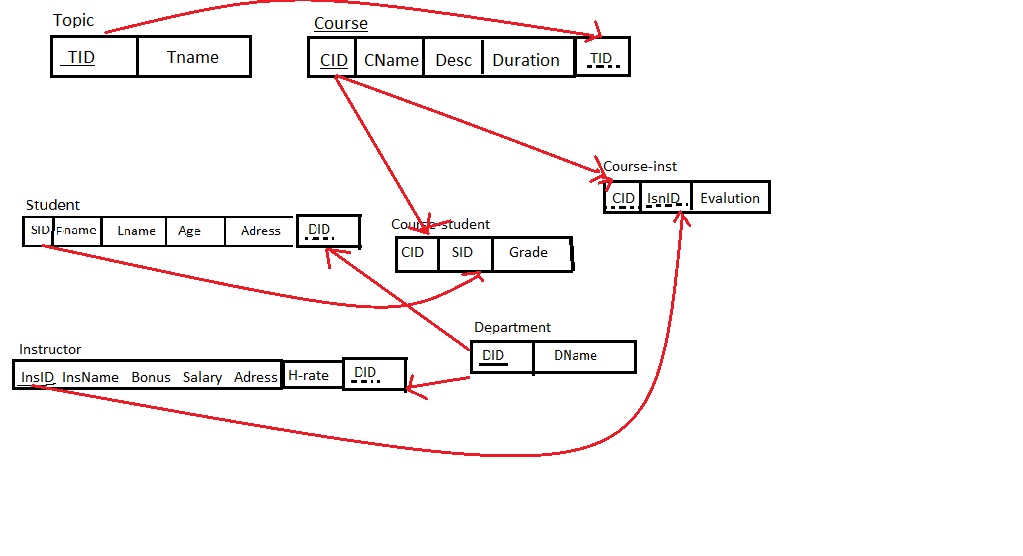 Topic
TID Tname
Course
CID CName Desc Duration TID
Course-inst
CID IsnID Evalution
Student
SID Fname Lname Age Adress DID
Course-student
CID SID Grade
Department
DID DName
Instructor
InsID InsName Bonus Salary Adress H-rate DID